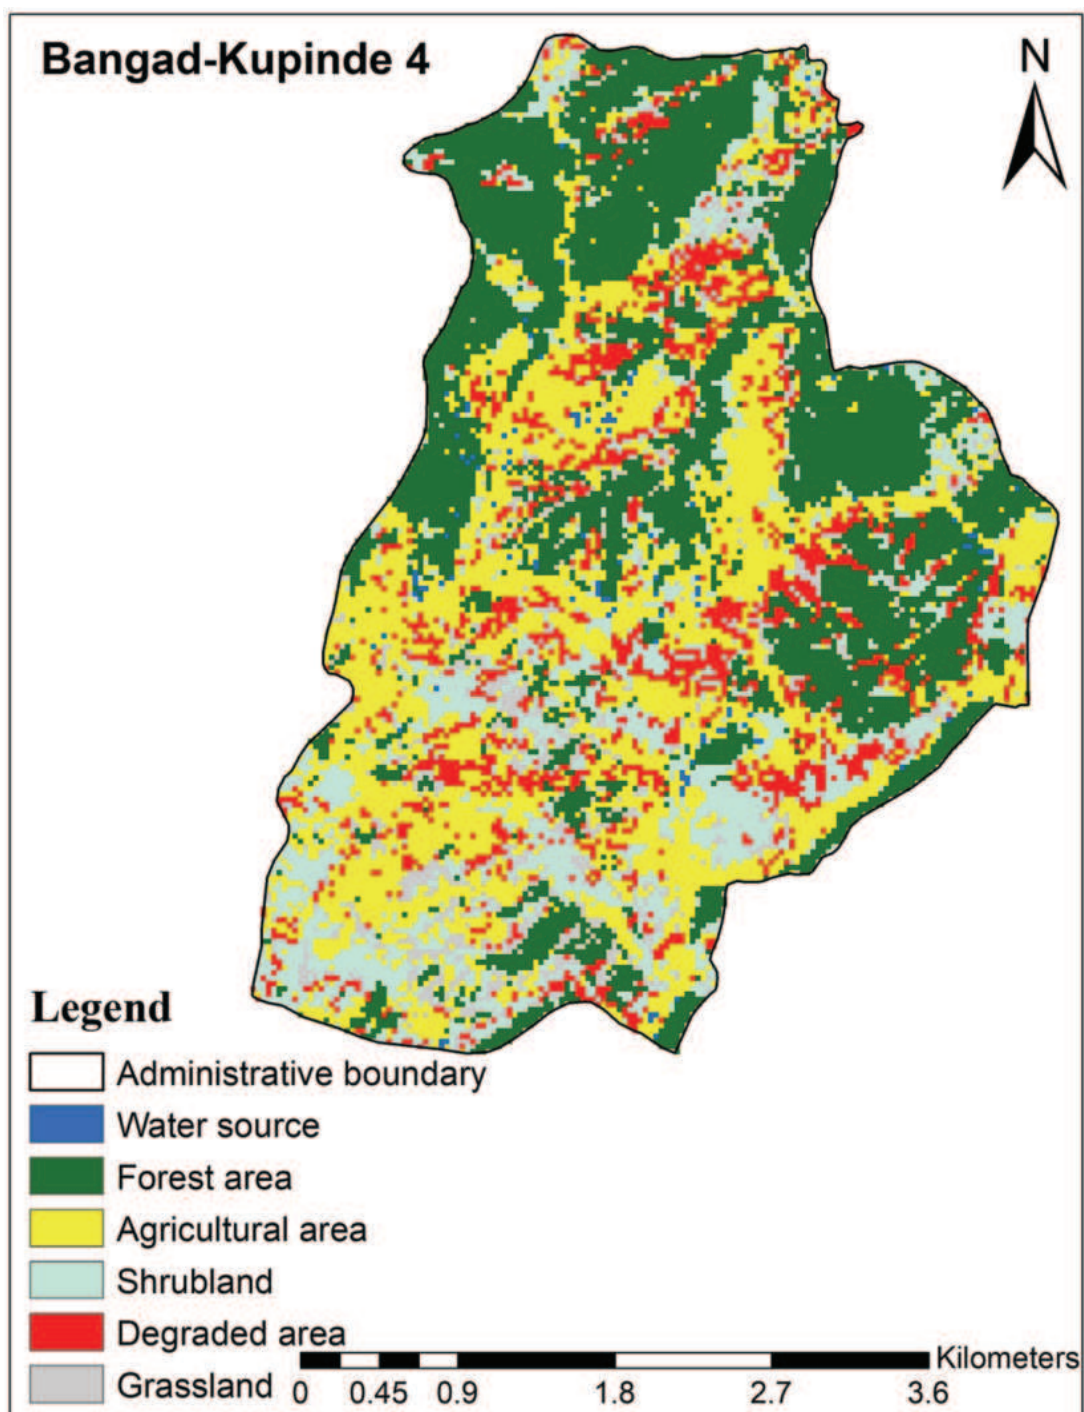 Bangad-Kupinde 4
N
Legend
Administrative boundary
Water source
Forest area
Agricultural area
Shrubland
Degraded area
Grassland
Kilometers
0 0.45 0.9 1.8 2.7 3.6